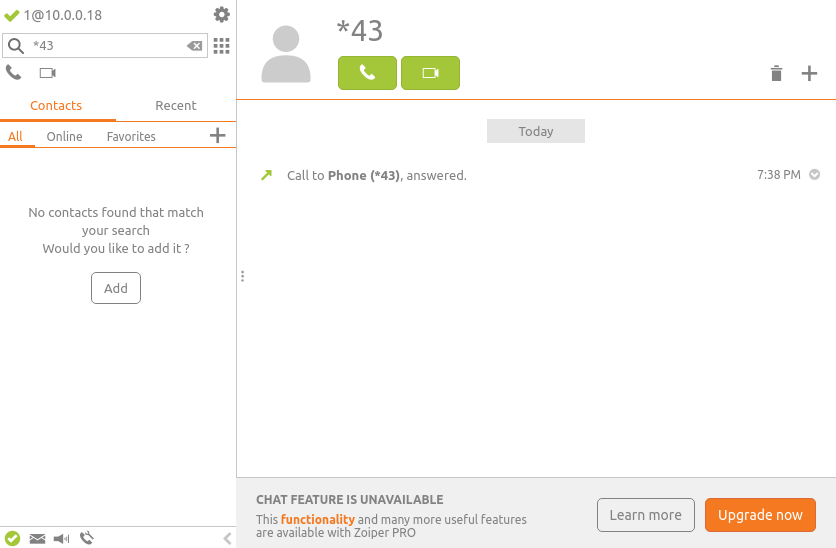 1@10.0.0.18
*43
Contacts
Recent
All
Online
Favorites
No contacts found that match
your search
Would you like to add it ?
Add
*43
Today
Call to Phone (*43), answered.
7:38 PM
CHAT FEATURE IS UNAVAILABLE
This functionality and many more useful features
are available with Zoiper PRO
Learn more
Upgrade now